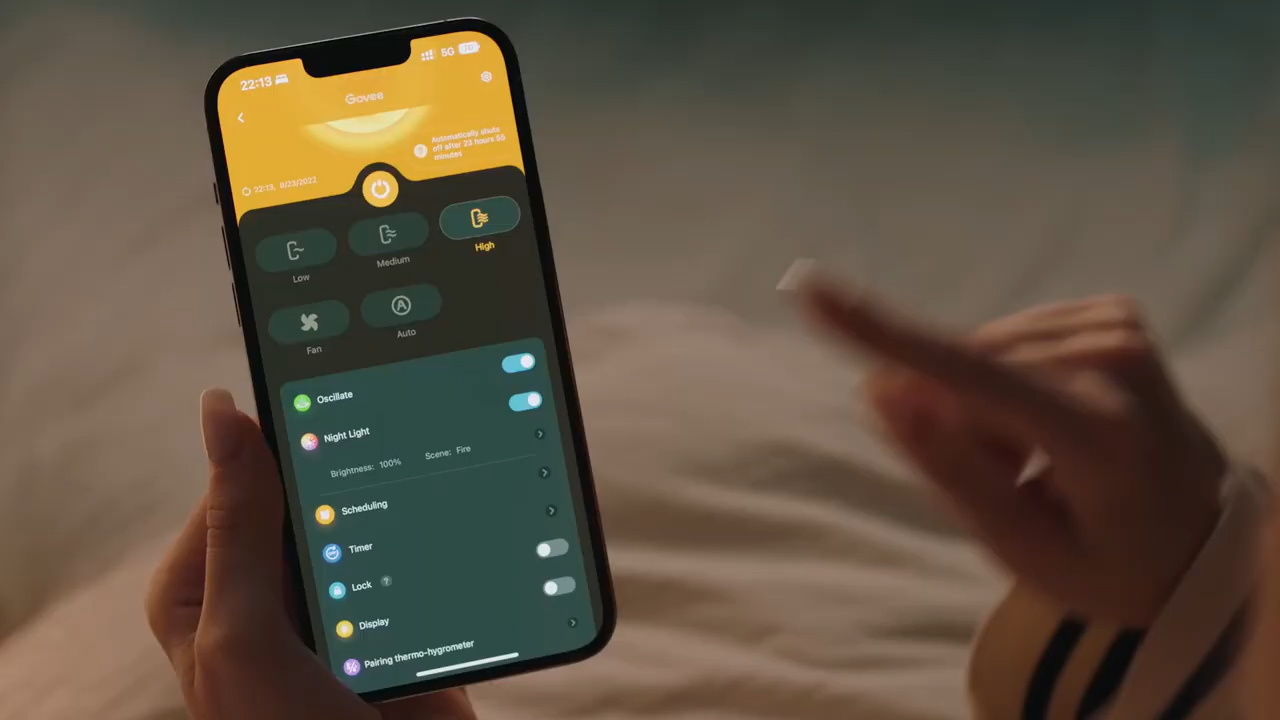 22:13
5G
Govee
Automatically shuts
off after 23 hours 55
minutes
22:13, 8/23/2022
Low
Medium
High
Fan
Auto
Oscillate
Night Light
Brightness: 100% Scene: Fire
Scheduling
Timer
Lock ?
Display
Pairing thermo-hygrometer